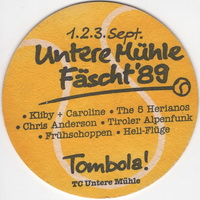 1.2.3. Sept.
Untere Mühle
Fäscht'89
• Kliby + Caroline • The 5 Herianos
• Chris Anderson • Tiroler Alpenfunk
• Frühschoppen • Heli-Flüge
Tombola!
TC Untere Mühle